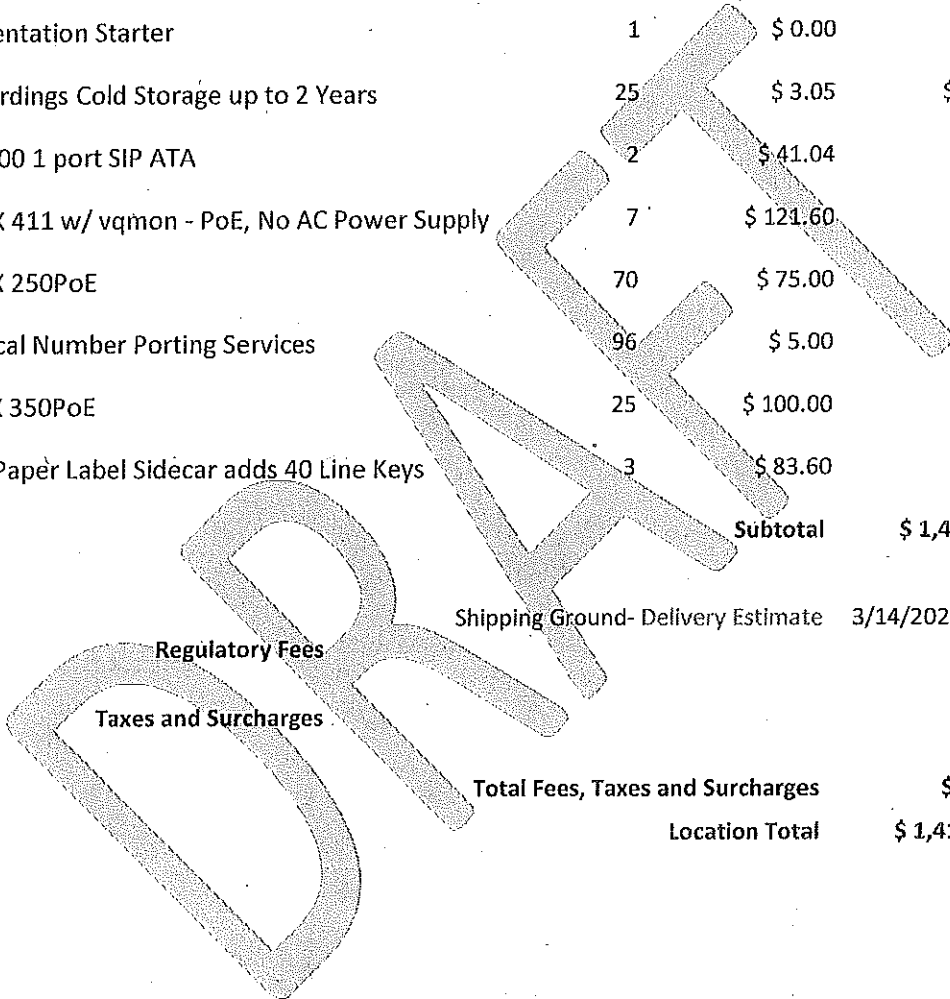 entation Starter 1 $ 0.00
rdings Cold Storage up to 2 Years 25 $ 3.05 $
00 1 port SIP ATA 2 $ 41.04
X 411 w/ vqmon - PoE, No AC Power Supply 7 $ 121.60
X 250PoE 70 $ 75.00
cal Number Porting Services 96 $ 5.00
X 350PoE 25 $ 100.00
Paper Label Sidecar adds 40 Line Keys 3 $ 83.60
Subtotal $ 1,4
Shipping Ground- Delivery Estimate 3/14/202
Regulatory Fees
Taxes and Surcharges
Total Fees, Taxes and Surcharges $
Location Total $ 1,41
DRAFT